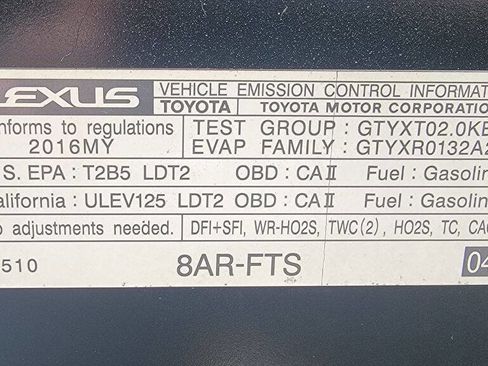 LEXUS VEHICLE EMISSION CONTROL INFORMAT
TOYOTA TOYOTA MOTOR CORPORATION
nforms to regulations TEST GROUP : GTYXT02.0KE
2016MY EVAP FAMILY : GTYXR0132A2
S. EPA : T2B5 LDT2 OBD : CAII Fuel : Gasolin
alifornia : ULEV125 LDT2 OBD : CAII Fuel : Gasolin
o adjustments needed. DFI+SFI, WR-HO2S, TWC(2), HO2S, TC, CAC
510 8AR-FTS 04